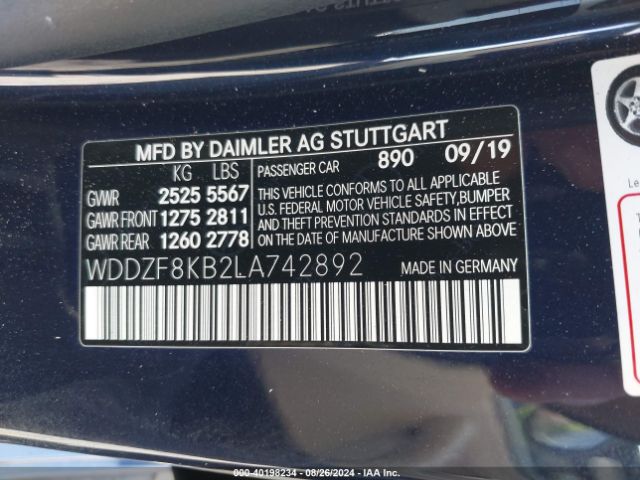 MFD BY DAIMLER AG STUTTGART
KG LBS
GVWR 2525 5567
GAWR FRONT 1275 2811
GAWR REAR 1260 2778
PASSENGER CAR 890 09/19
THIS VEHICLE CONFORMS TO ALL APPLICABLE
U.S. FEDERAL MOTOR VEHICLE SAFETY, BUMPER
AND THEFT PREVENTION STANDARDS IN EFFECT
ON THE DATE OF MANUFACTURE SHOWN ABOVE
WDDZF8KB2LA742892 MADE IN GERMANY
Le
000-40198234 - 08/26/2024 - IAA Inc.